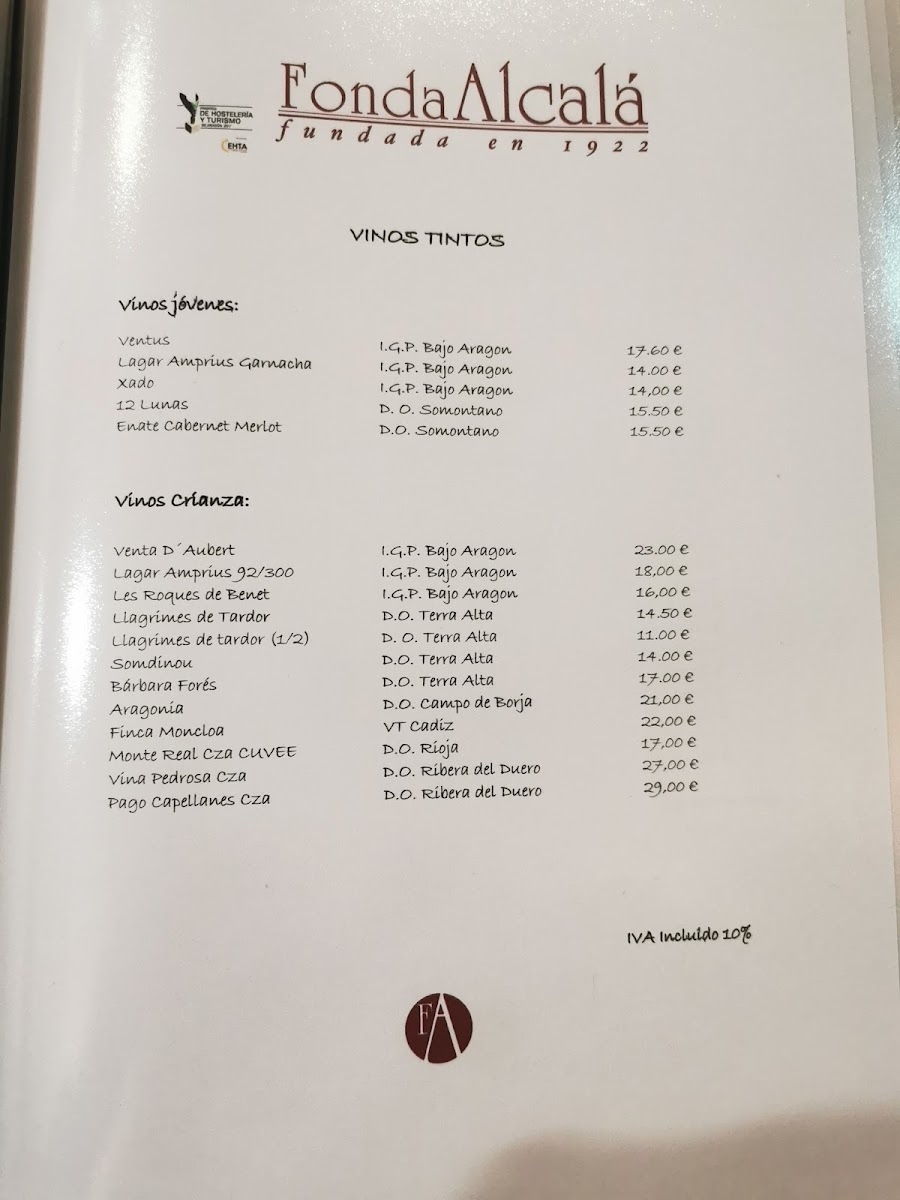 FondaAlcalá
fundada en 1922
DE HOSTELERÍA
Y TURISMO
EHTA
VINOS TINTOS
Vinos jóvenes:
Ventus I.G.P. Bajo Aragon 17.60 €
Lagar Amprius Garnacha I.G.P. Bajo Aragon 14.00 €
Xado I.G.P. Bajo Aragon 14,00 €
12 Lunas D. O. Somontano 15.50 €
Enate Cabernet Merlot D.O. Somontano 15.50 €
Vinos Crianza:
Venta D´Aubert I.G.P. Bajo Aragon 23.00 €
Lagar Amprius 92/300 I.G.P. Bajo Aragon 18,00 €
Les Roques de Benet I.G.P. Bajo Aragon 16,00 €
Llagrimes de Tardor D.O. Terra Alta 14.50 €
Llagrimes de tardor (1/2) D. O. Terra Alta 11.00 €
Somdinou D.O. Terra Alta 14.00 €
Bárbara Forés D.O. Terra Alta 17.00 €
Aragonia D.O. Campo de Borja 21,00 €
Finca Moncloa VT Cadiz 22,00 €
Monte Real Cza CUVEE D.O. Rioja 17,00 €
Vina Pedrosa Cza D.O. Ribera del Duero 27,00 €
Pago Capellanes Cza D.O. Ribera del Duero 29,00 €
IVA Incluido 10%
FA